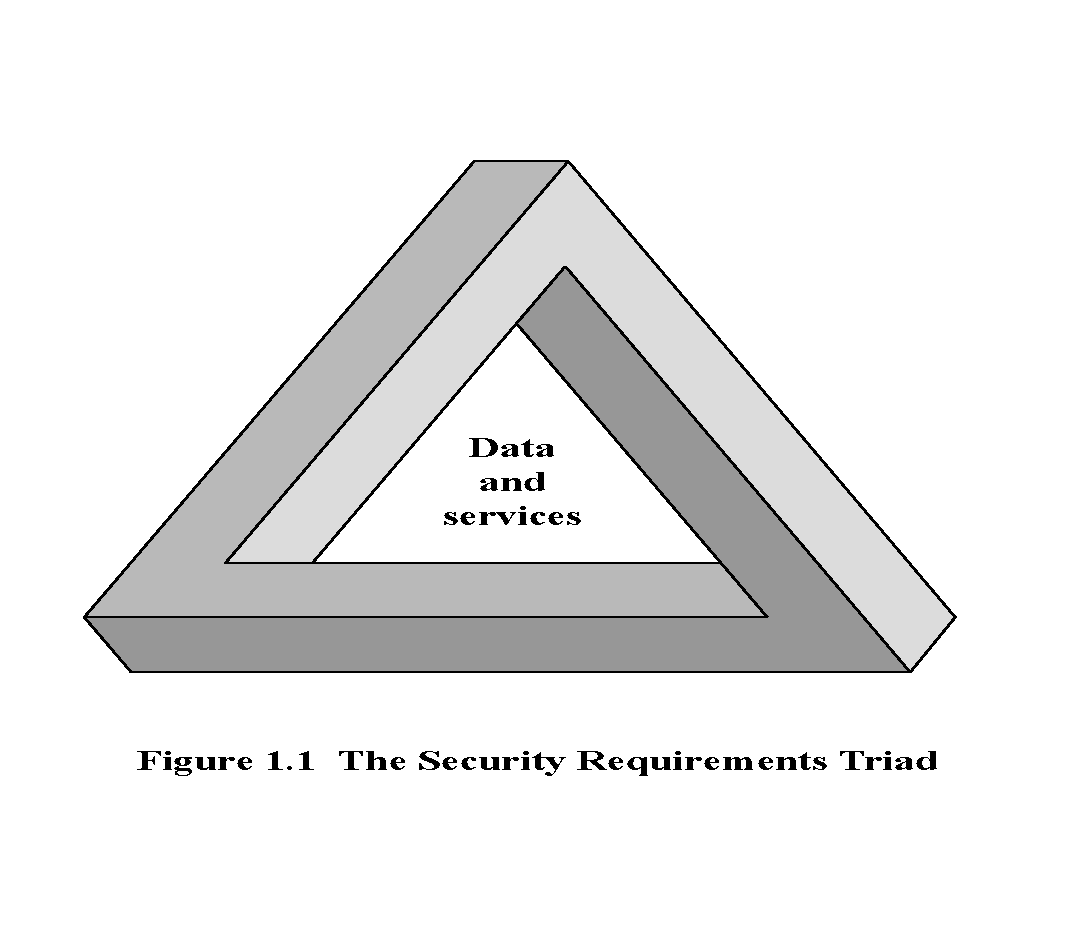 Data
and
services
Figure 1.1 The Security Requirements Triad